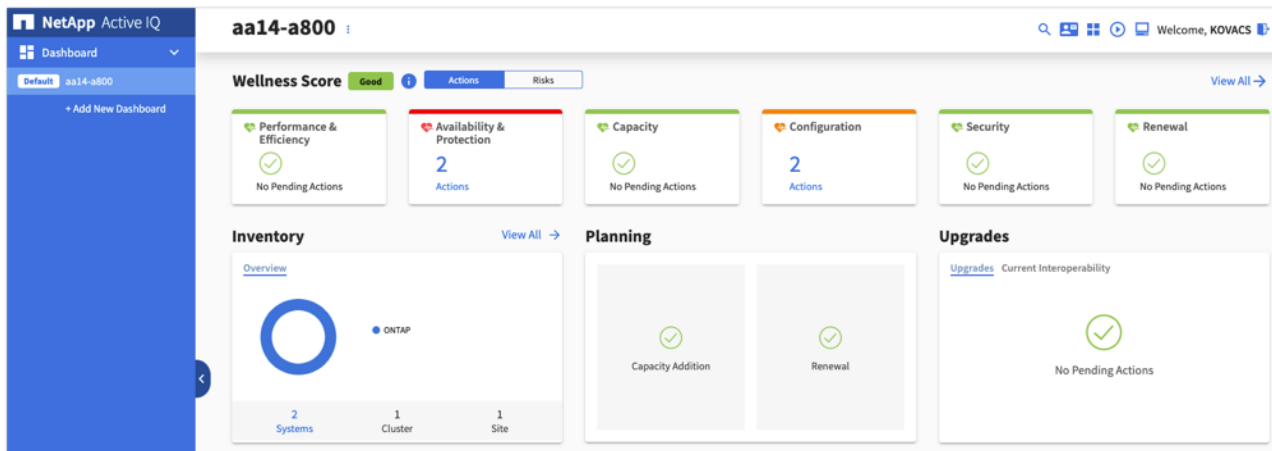 NetApp Active IQ
Dashboard
Default aa14-a800
+ Add New Dashboard
aa14-a800
Welcome, KOVACS
Wellness Score Good Actions Risks
View All
Performance &
Efficiency
No Pending Actions
Availability &
Protection
2
Actions
Capacity
No Pending Actions
Configuration
2
Actions
Security
No Pending Actions
Renewal
No Pending Actions
Inventory
View All
Overview
ONTAP
2
Systems
1
Cluster
1
Site
Planning
Capacity Addition
Renewal
Upgrades
Upgrades Current Interoperability
No Pending Actions